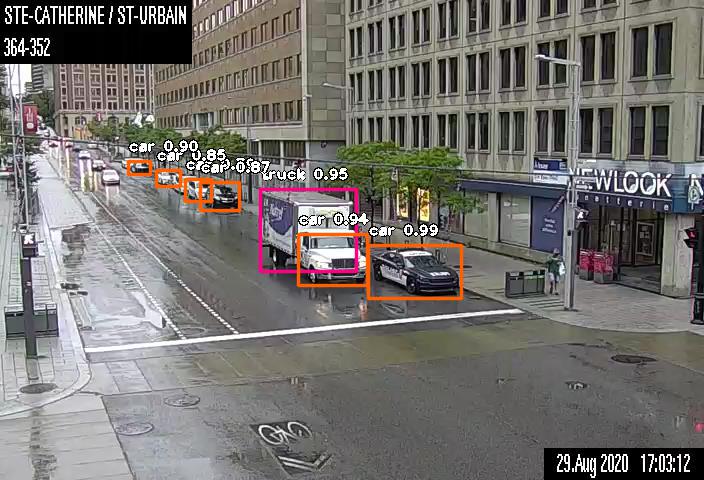 STE-CATHERINE / ST-URBAIN
364-352
car 0.90
car 0.85
car 0.87
truck 0.95
car 0.94
car 0.99
NEWLOOK
unetterie
29.Aug 2020 17:03:12